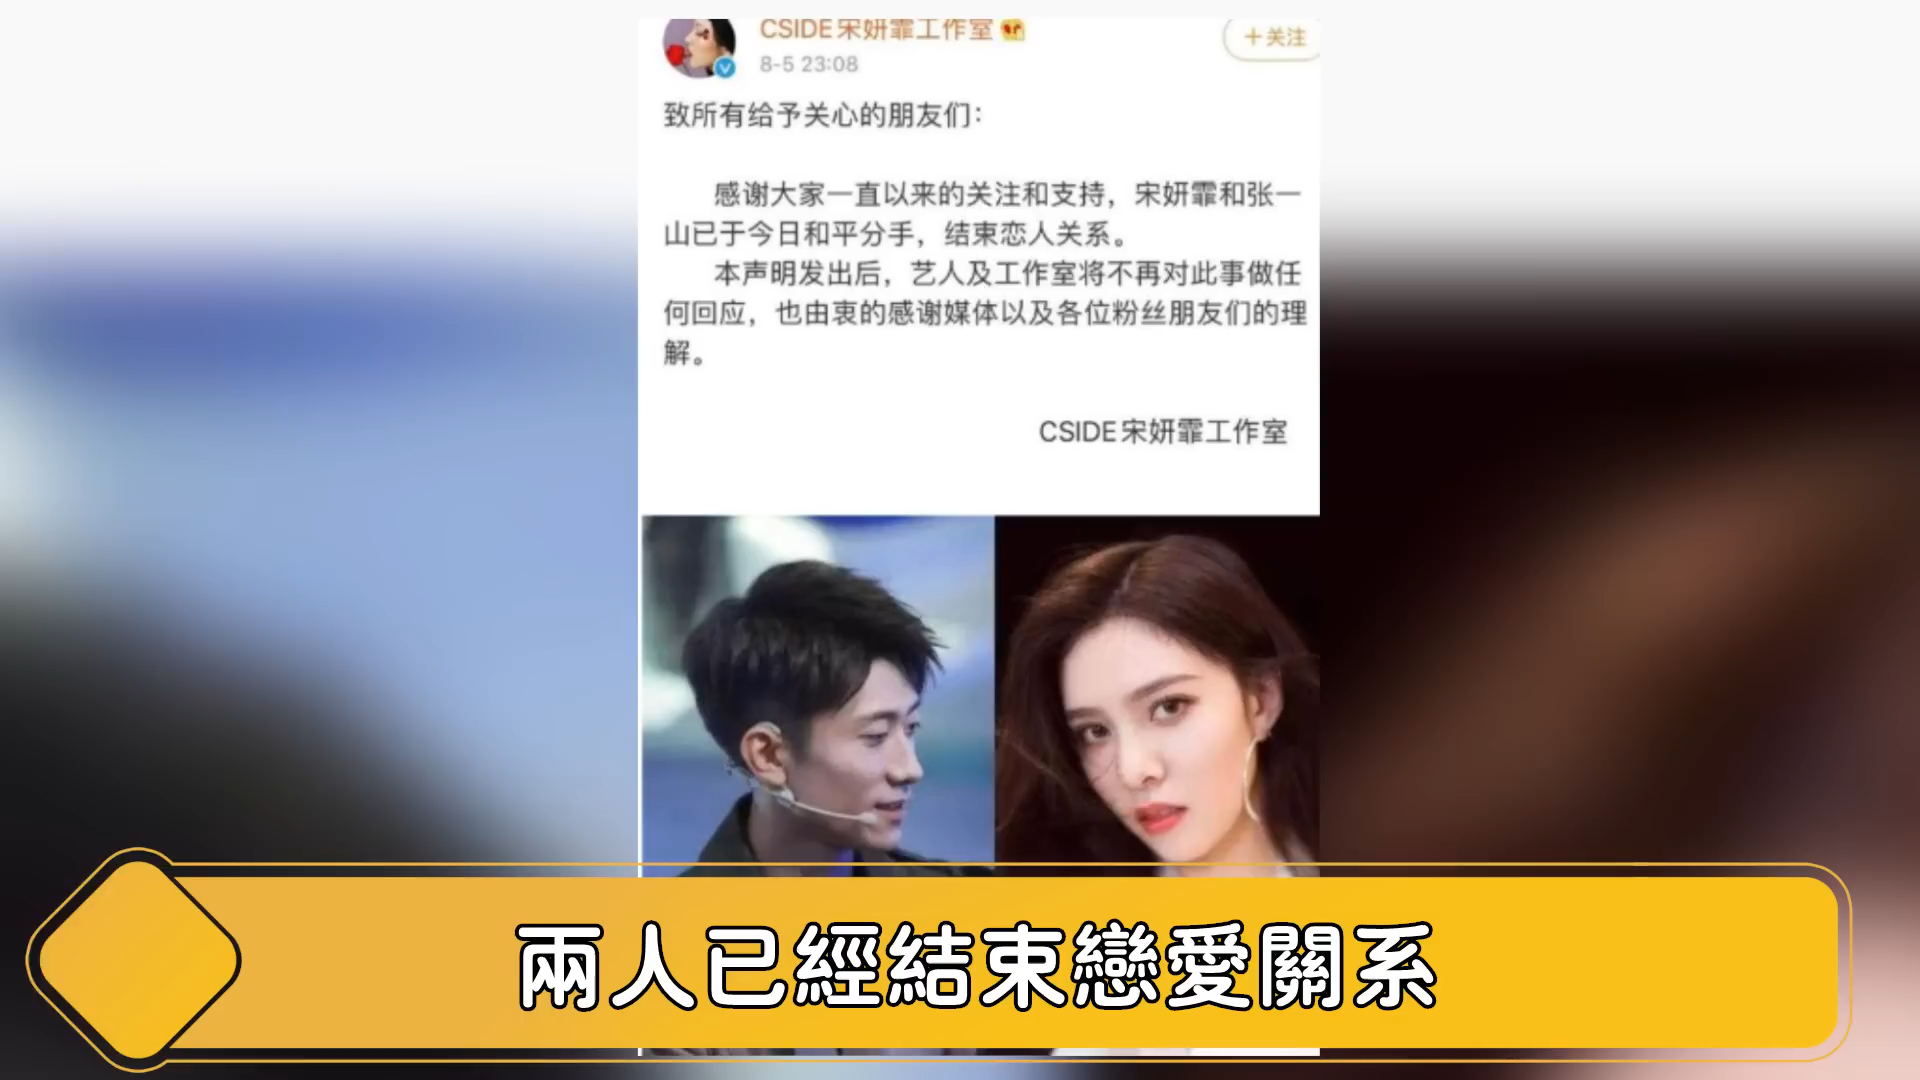 CSIDE宋妍霏工作室
+关注
8-5 23:08
致所有给予关心的朋友们：
感谢大家一直以来的关注和支持，宋妍霏和张一
山已于今日和平分手，结束恋人关系。
本声明发出后，艺人及工作室将不再对此事做任
何回应，也由衷的感谢媒体以及各位粉丝朋友们的理
解。
CSIDE宋妍霏工作室
兩人已經結束戀愛關系